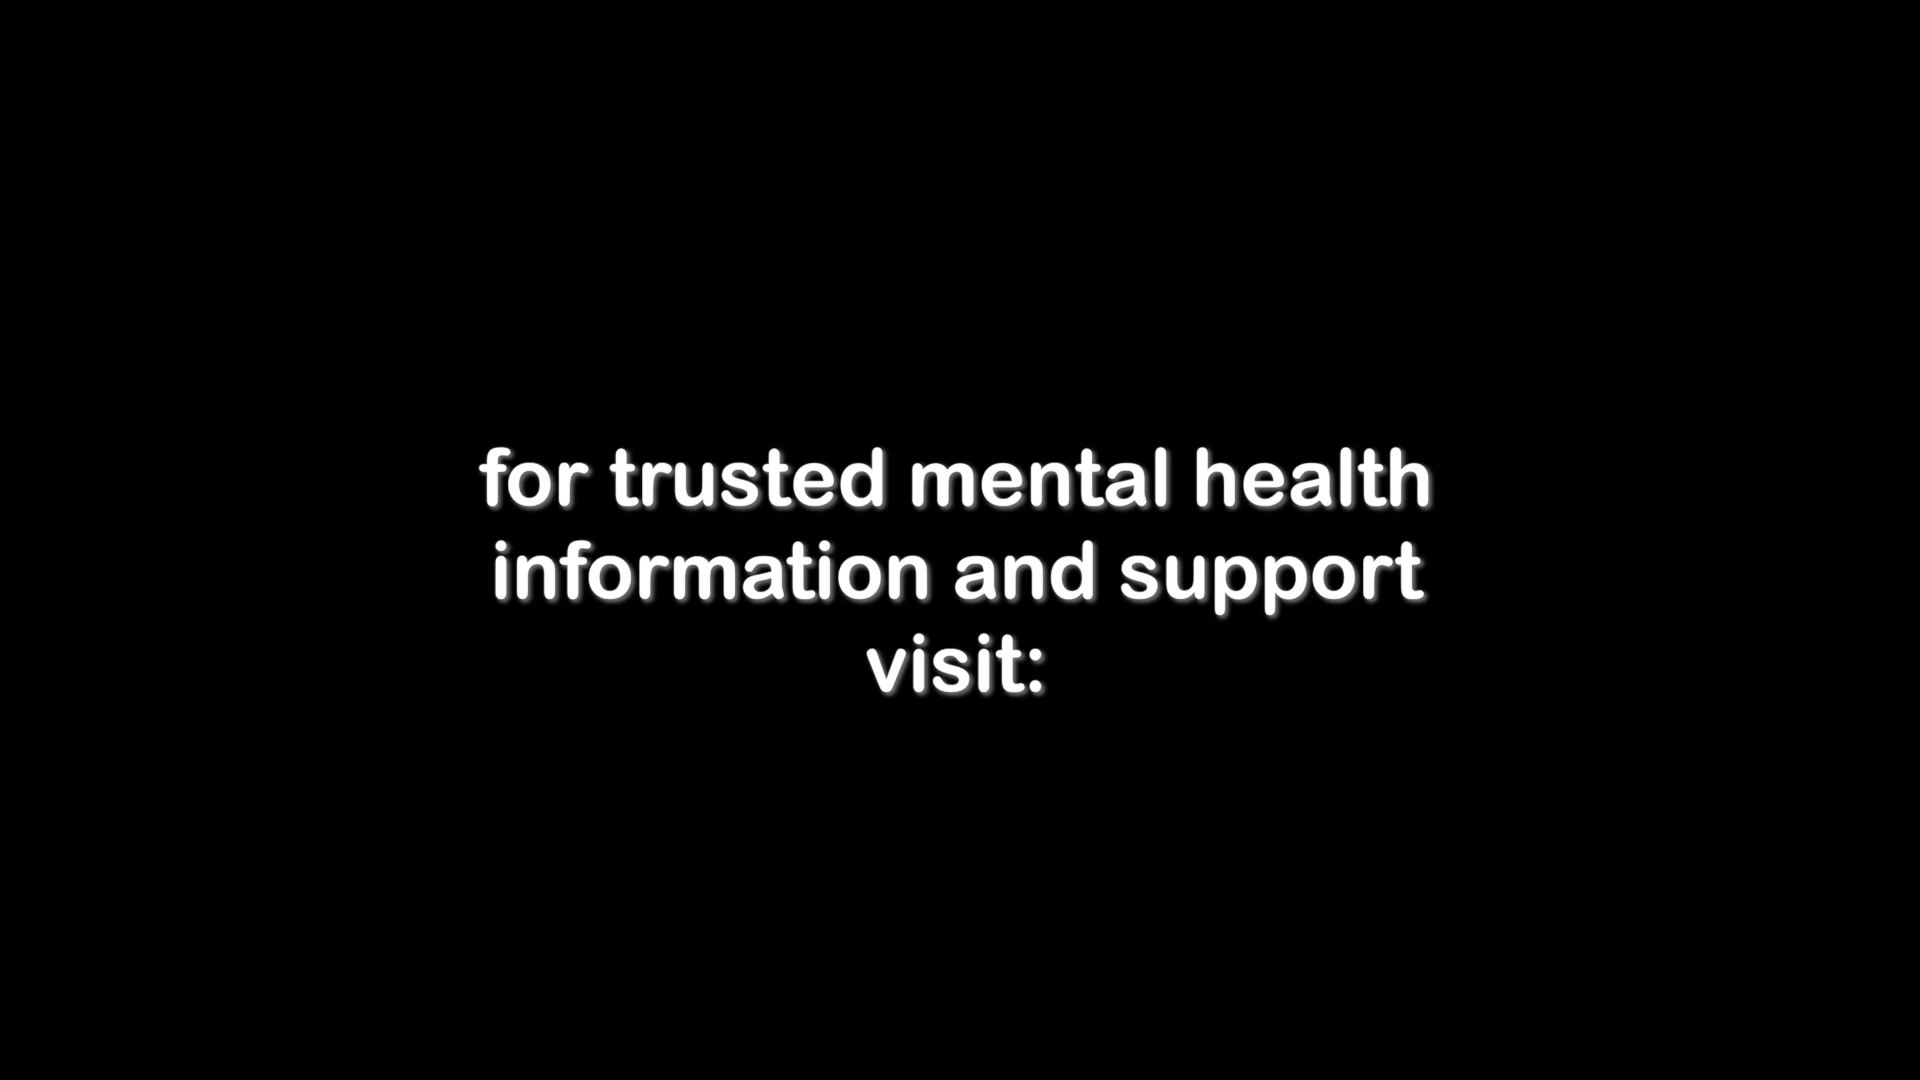 for trusted mental health
information and support
visit: